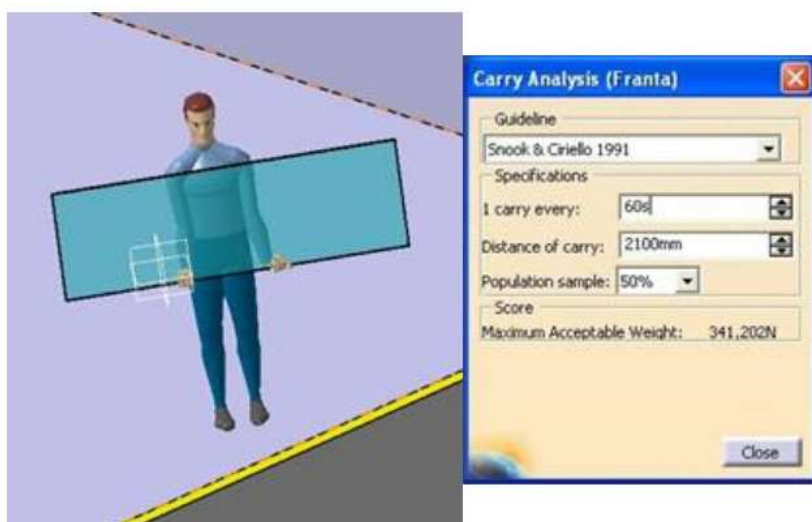 Carry Analysis (Franta)
Guideline
Snook & Ciriello 1991
Specifications
1 carry every: 60s
Distance of carry: 2100mm
Population sample: 50%
Score
Maximum Acceptable Weight: 341,202N
Close